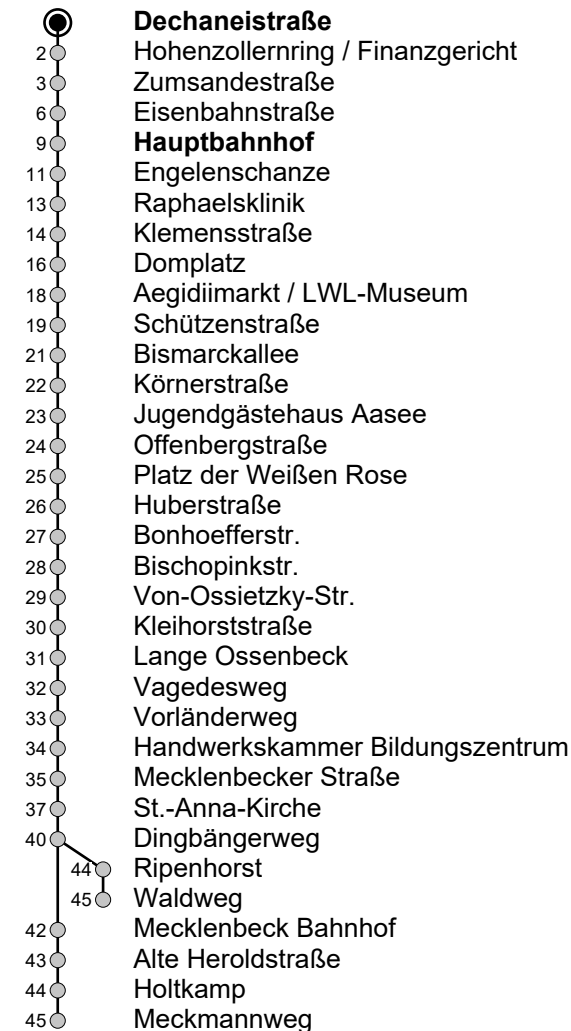 Dechaneistraße
2 Hohenzollernring / Finanzgericht
3 Zumsandestraße
6 Eisenbahnstraße
9 Hauptbahnhof
11 Engelenschanze
13 Raphaelsklinik
14 Klemensstraße
16 Domplatz
18 Aegidiimarkt / LWL-Museum
19 Schützenstraße
21 Bismarckallee
22 Körnerstraße
23 Jugendgästehaus Aasee
24 Offenbergstraße
25 Platz der Weißen Rose
26 Huberstraße
27 Bonhoefferstr.
28 Bischopinkstr.
29 Von-Ossietzky-Str.
30 Kleihorststraße
31 Lange Ossenbeck
32 Vagedesweg
33 Vorländerweg
34 Handwerkskammer Bildungszentrum
35 Mecklenbecker Straße
37 St.-Anna-Kirche
40 Dingbängerweg
44 Ripenhorst
45 Waldweg
42 Mecklenbeck Bahnhof
43 Alte Heroldstraße
44 Holtkamp
45 Meckmannweg